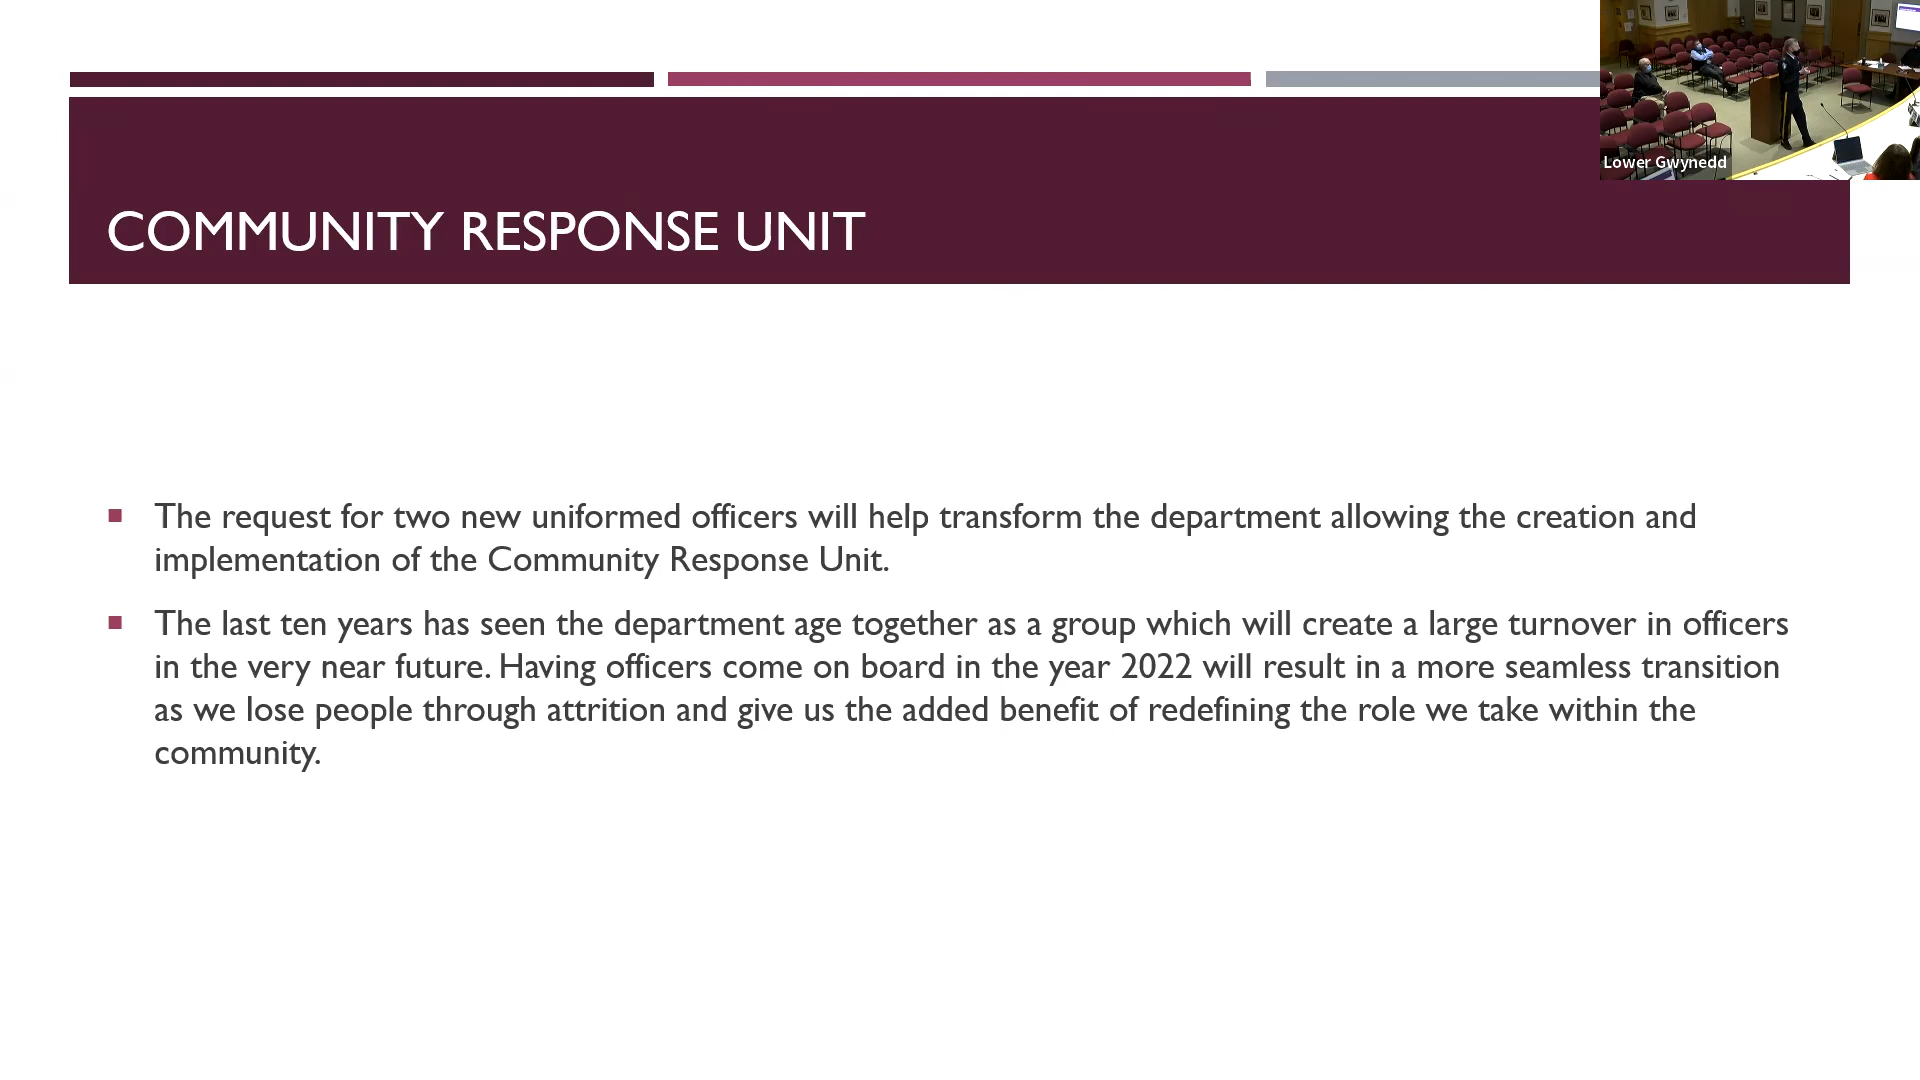 Lower Gwynedd
COMMUNITY RESPONSE UNIT
The request for two new uniformed officers will help transform the department allowing the creation and
implementation of the Community Response Unit.
The last ten years has seen the department age together as a group which will create a large turnover in officers
in the very near future. Having officers come on board in the year 2022 will result in a more seamless transition
as we lose people through attrition and give us the added benefit of redefining the role we take within the
community.